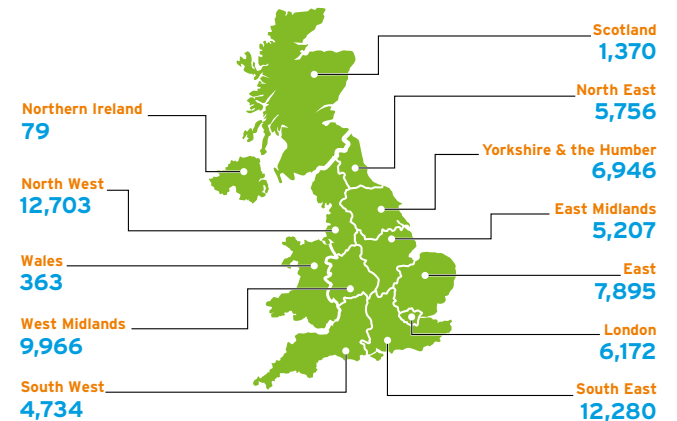 Scotland
1,370
North East
5,756
Northern Ireland
79
Yorkshire & the Humber
6,946
North West
12,703
East Midlands
5,207
Wales
363
East
7,895
West Midlands
9,966
London
6,172
South West
4,734
South East
12,280